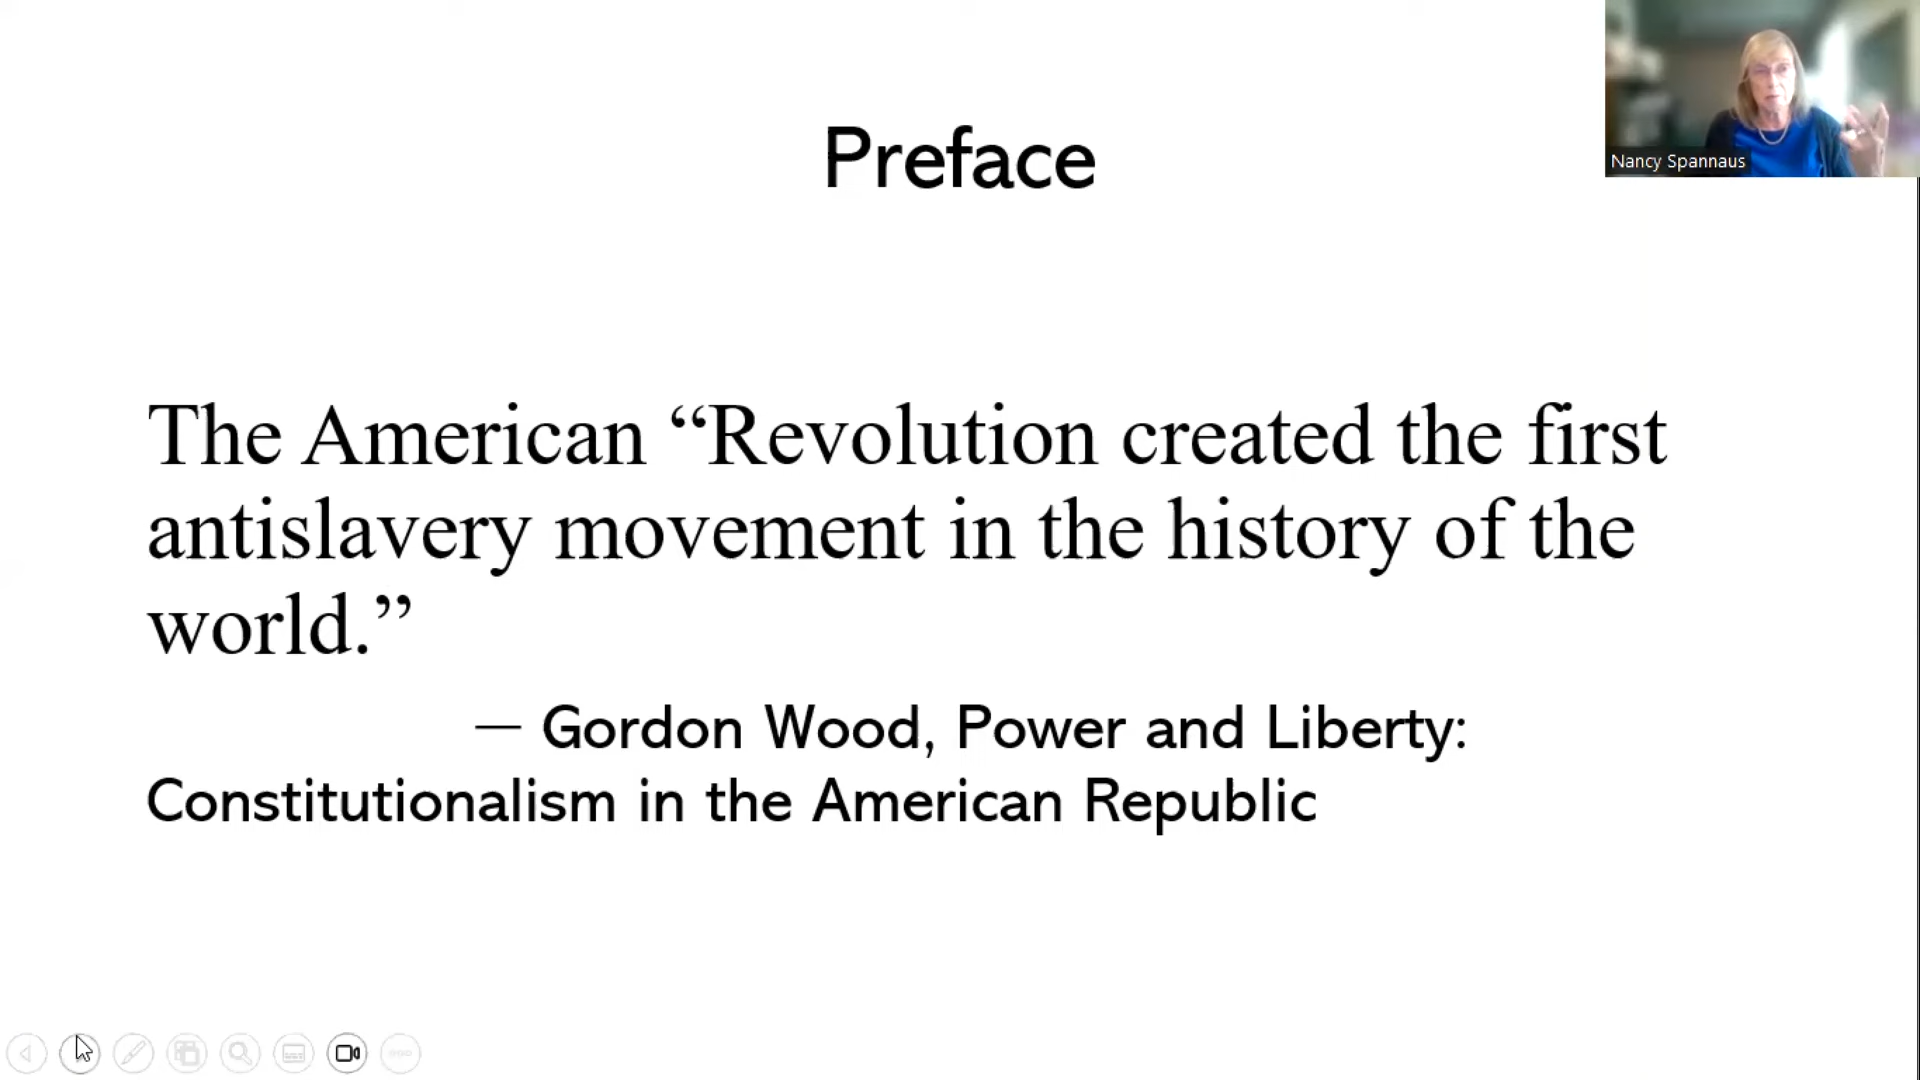 Preface
Nancy Spannaus
The American “Revolution created the first
antislavery movement in the history of the
world.”
— Gordon Wood, Power and Liberty:
Constitutionalism in the American Republic